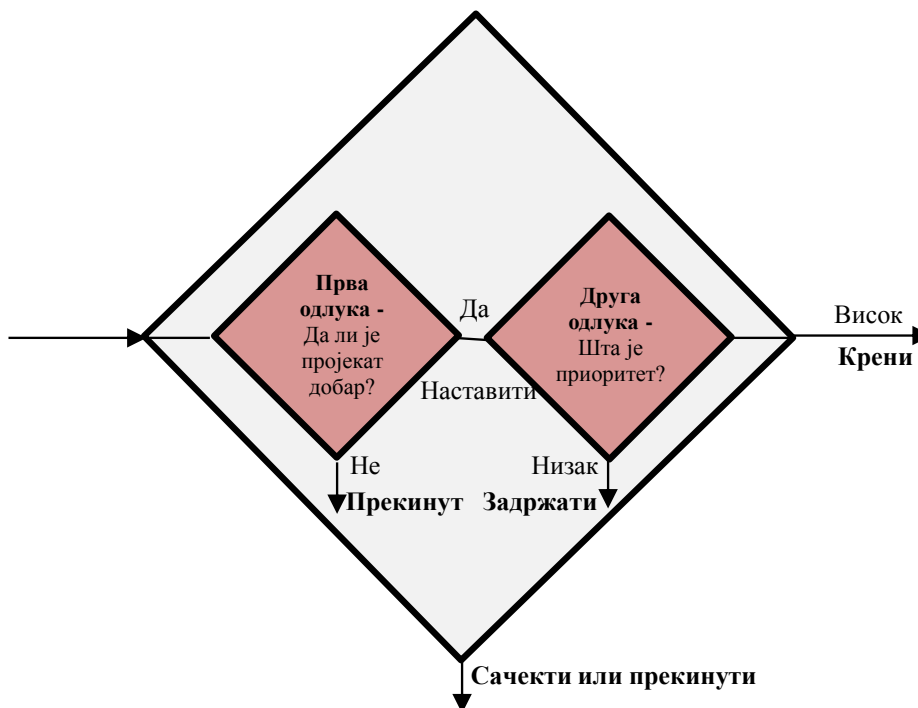 Прва
одлука -
Да ли је
пројекат
добар?
Да
Наставити
Друга
одлука -
Шта је
приоритет?
Висок
Крени
Не
Прекинут
Низак
Задржати
Сачекти или прекинути